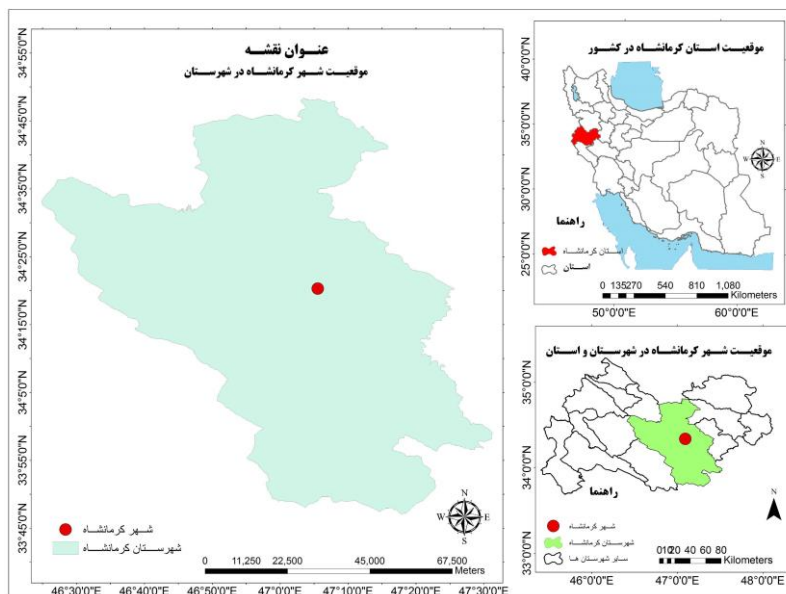 عنوان نقشه
موقعیت شهر کرمانشاه در شهرستان
34°55'0"N
34°45'0"N
34°35'0"N
34°25'0"N
34°15'0"N
34°5'0"N
33°55'0"N
33°45'0"N
N
W E
S
شهر کرمانشاه
شهرستان کرمانشاه
0 11,250 22,500 45,000 67,500
Meters
46°30'0"E 46°40'0"E 46°50'0"E 47°0'0"E 47°10'0"E 47°20'0"E 47°30'0"E
موقعیت استان کرمانشاه در کشور
40°0'0"N
35°0'0"N
30°0'0"N
25°0'0"N
N
W E
S
راهنما
استان کرمانشاه
استان
0 135270 540 810 1,080
Kilometers
50°0'0"E 60°0'0"E
موقعیت شهر کرمانشاه در شهرستان و استان
35°0'0"N
34°0'0"N
33°0'0"N
راهنما
N
شهر کرمانشاه
شهرستان کرمانشاه
سایر شهرستان ها
0 10 20 40 60 80
Kilometers
46°0'0"E 47°0'0"E 48°0'0"E